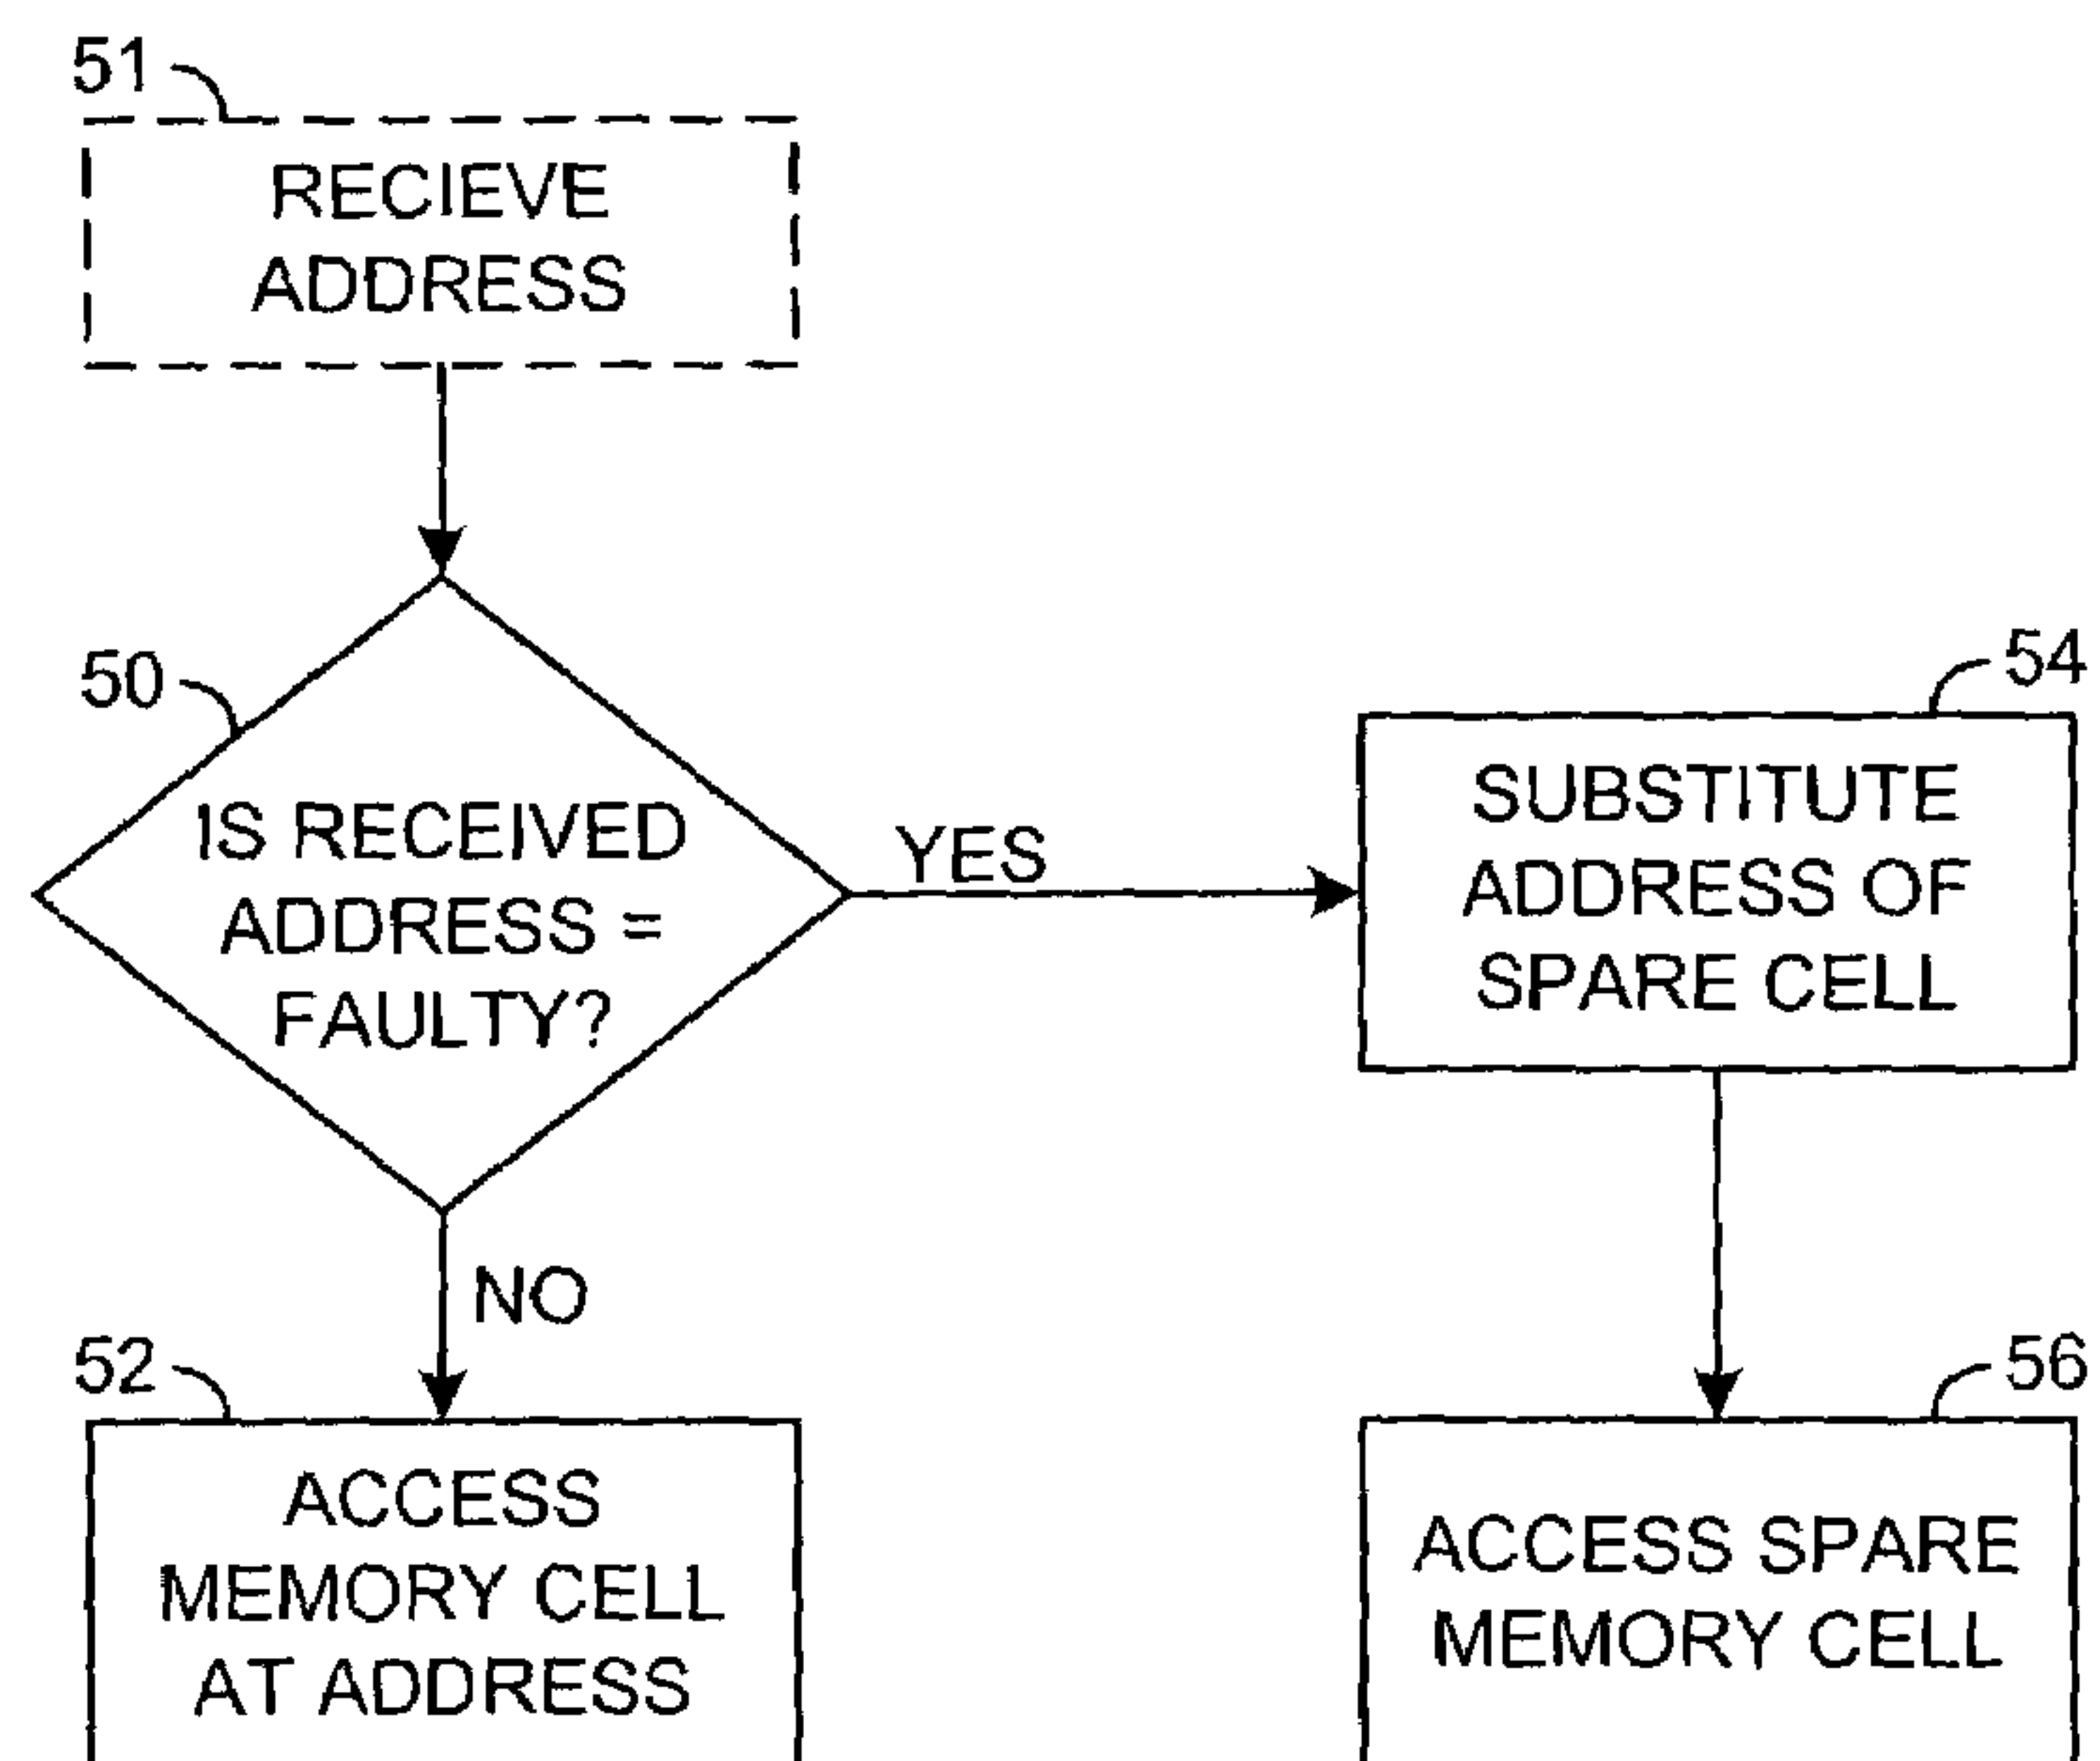 51
RECIEVE
ADDRESS
50
IS RECEIVED
ADDRESS =
FAULTY?
YES
54
SUBSTITUTE
ADDRESS OF
SPARE CELL
NO
52
ACCESS
MEMORY CELL
AT ADDRESS
56
ACCESS SPARE
MEMORY CELL